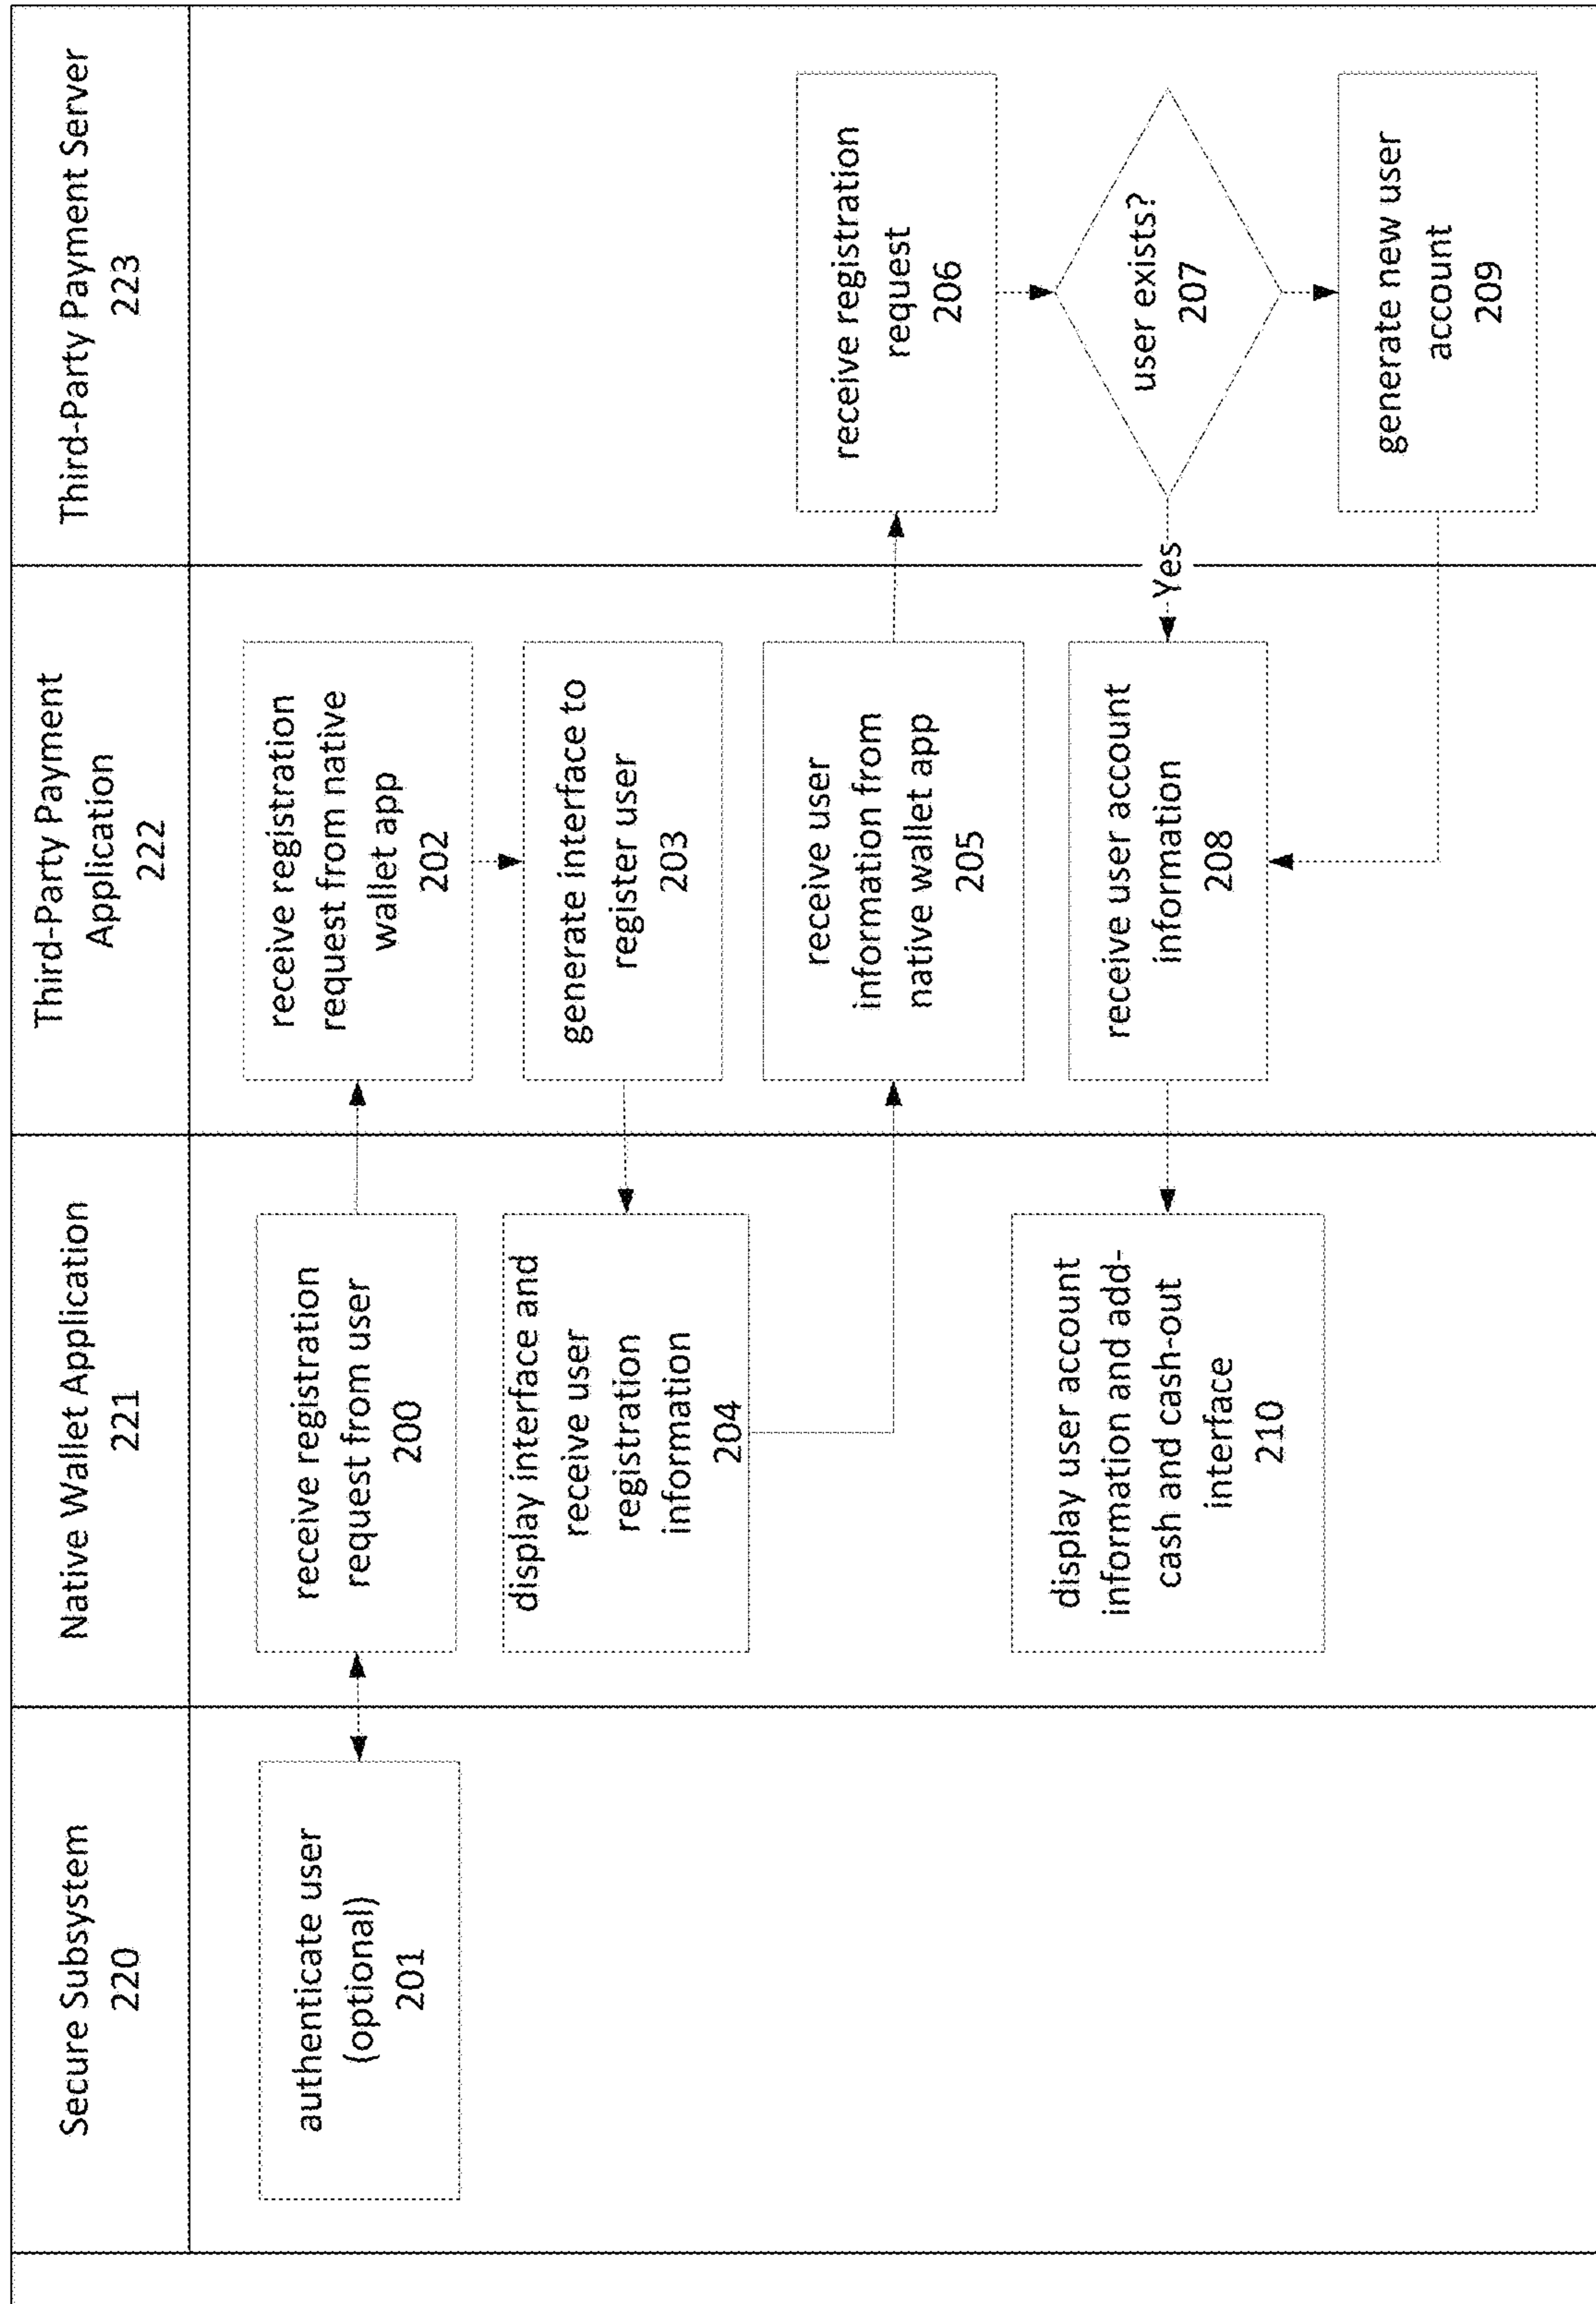 Secure Subsystem
220
Native Wallet Application
221
Third-Party Payment
Application
222
Third-Party Payment Server
223
authenticate user
(optional)
201
receive registration
request from user
200
receive registration
request from native
wallet app
202
generate interface to
register user
203
display interface and
receive user
registration
information
204
receive user
information from
native wallet app
205
receive registration
request
206
user exists?
207
Yes
receive user account
information
208
generate new user
account
209
display user account
information and add-
cash and cash-out
interface
210